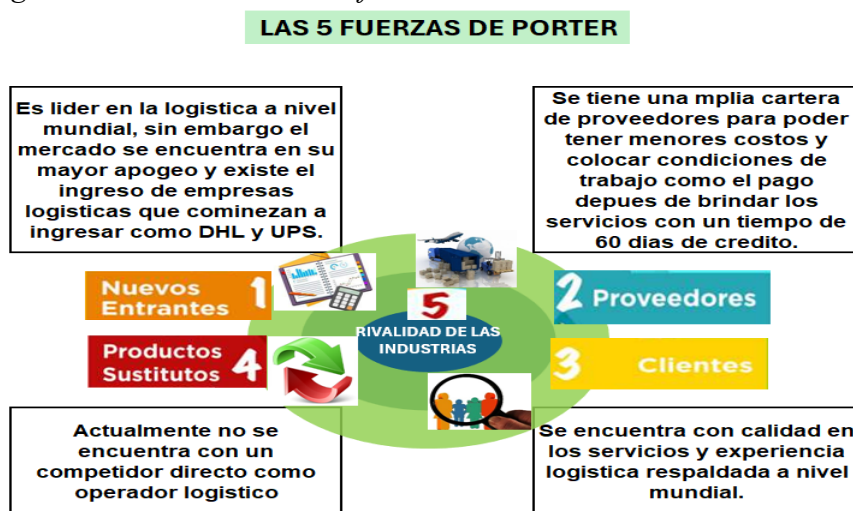 LAS 5 FUERZAS DE PORTER
Es lider en la logistica a nivel
mundial, sin embargo el
mercado se encuentra en su
mayor apogeo y existe el
ingreso de empresas
logisticas que cominezan a
ingresar como DHL y UPS.
Se tiene una mplia cartera
de proveedores para poder
tener menores costos y
colocar condiciones de
trabajo como el pago
depues de brindar los
servicios con un tiempo de
60 dias de credito.
Nuevos
Entrantes
1
2
Proveedores
5
RIVALIDAD DE LAS
INDUSTRIAS
Productos
Sustitutos
4
3
Clientes
Actualmente no se
encuentra con un
competidor directo como
operador logistico
Se encuentra con calidad en
los servicios y experiencia
logistica respaldada a nivel
mundial.